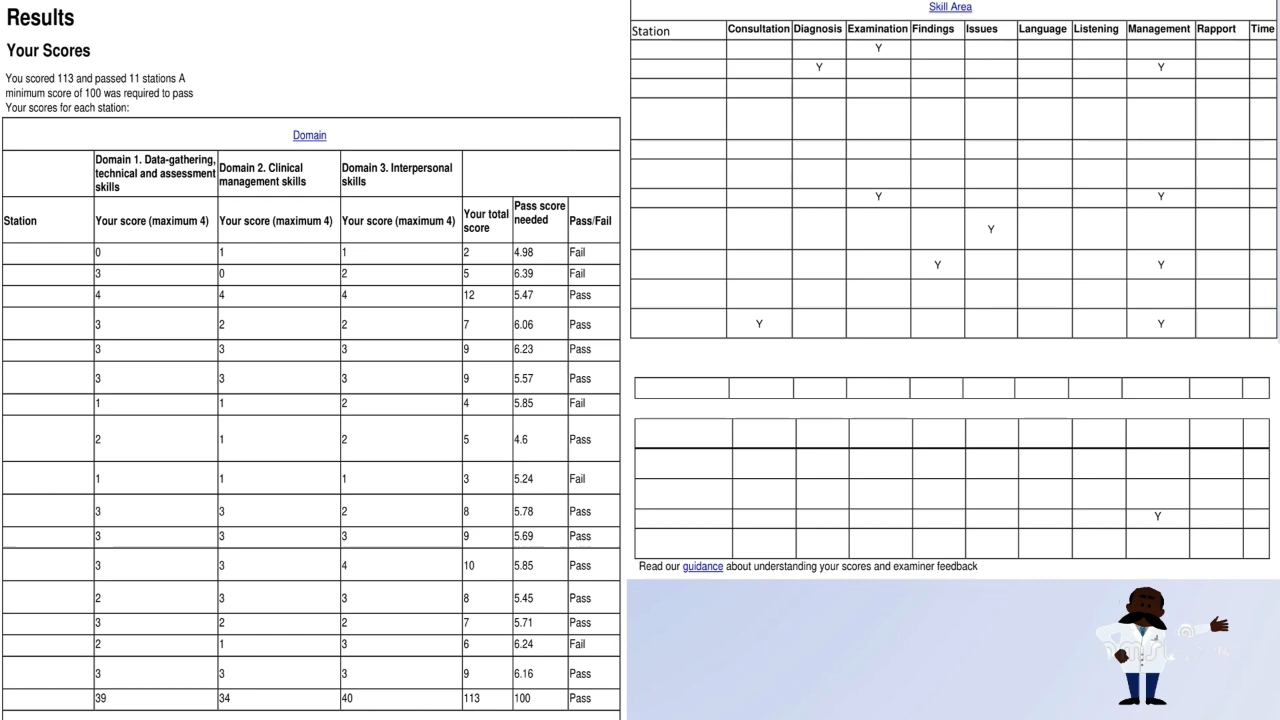 Results
Your Scores
You scored 113 and passed 11 stations A
minimum score of 100 was required to pass
Your scores for each station:
Domain
Domain 1. Data-gathering, technical and assessment skills Domain 2. Clinical management skills Domain 3. Interpersonal skills
Station Your score (maximum 4) Your score (maximum 4) Your score (maximum 4) Your total score Pass score needed Pass/Fail
0 1 1 2 4.98 Fail
3 0 2 5 6.39 Fail
4 4 4 12 5.47 Pass
3 2 2 7 6.06 Pass
3 3 3 9 6.23 Pass
3 3 3 9 5.57 Pass
1 1 2 4 5.85 Fail
2 1 2 5 4.6 Pass
1 1 1 3 5.24 Fail
3 3 2 8 5.78 Pass
3 3 3 9 5.69 Pass
3 3 4 10 5.85 Pass
2 3 3 8 5.45 Pass
3 2 2 7 5.71 Pass
2 1 3 6 6.24 Fail
3 3 3 9 6.16 Pass
39 34 40 113 100 Pass
Skill Area
Station Consultation Diagnosis Examination Findings Issues Language Listening Management Rapport Time
Y
Y Y
Y Y
Y
Y Y
Y Y
Y
Read our guidance about understanding your scores and examiner feedback